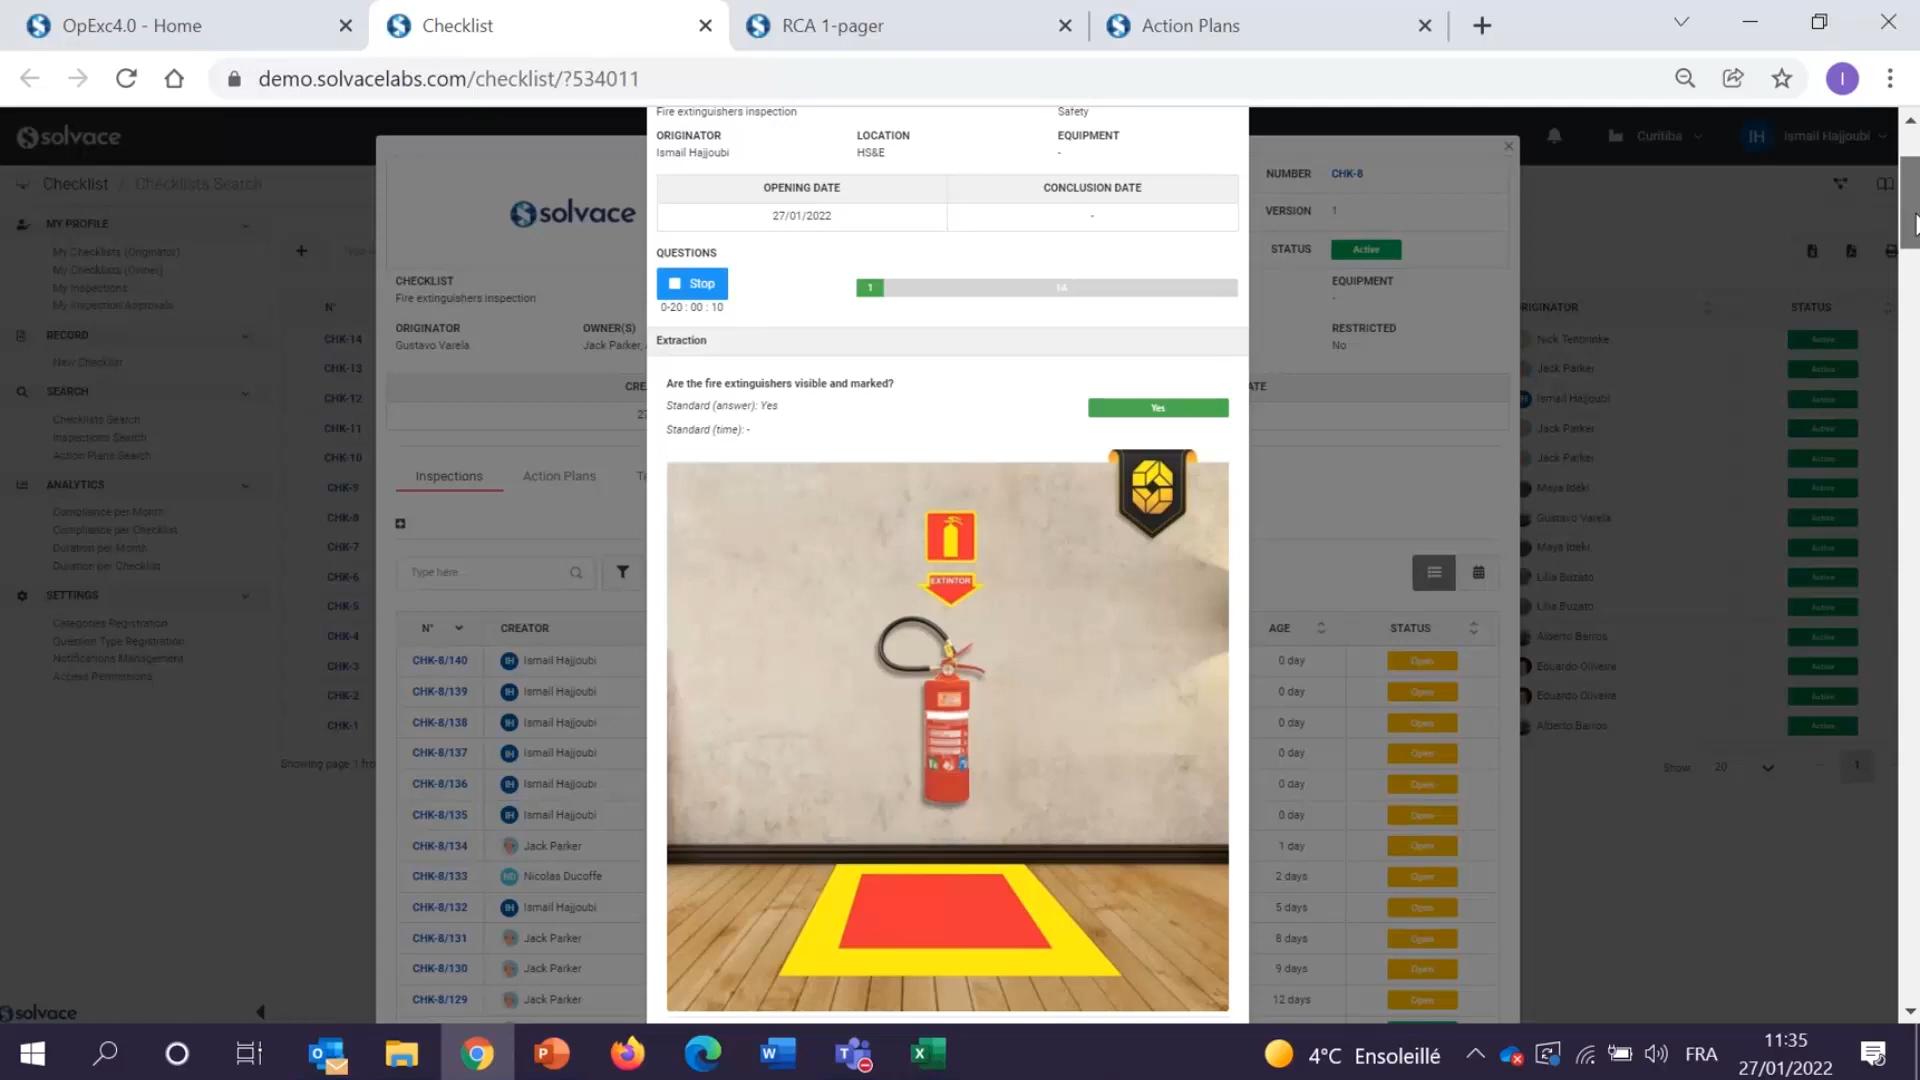 OpExc4.0 - Home
Checklist
RCA 1-pager
Action Plans
demo.solvacelabs.com/checklist/?534011
I
solvace
Curitiba
IH
Ismail Hajjoubi
Checklist / Checklists Search
MY PROFILE
My Checklists (Originator)
My Checklists (Owner)
My Inspections
My Inspection Approvals
RECORD
New Checklist
SEARCH
Checklists Search
Inspections Search
Action Plans Search
ANALYTICS
Compliance per Month
Compliance per Checklist
Duration per Month
Duration per Checklist
SETTINGS
Categories Registration
Question Type Registration
Notifications Management
Access Permissions
solvace
N°
CHK-14
CHK-13
CHK-12
CHK-11
CHK-10
CHK-9
CHK-8
CHK-7
CHK-6
CHK-5
CHK-4
CHK-3
CHK-2
CHK-1
Showing page 1 fro
solvace
CHECKLIST
Fire extinguishers inspection
ORIGINATOR
Gustavo Varela
OWNER(S)
Jack Parker,
NUMBER CHK-8
VERSION 1
STATUS Active
EQUIPMENT
-
RESTRICTED
No
Inspections
Action Plans
Type here...
N° CREATOR AGE STATUS
CHK-8/140 IH Ismail Hajjoubi 0 day Open
CHK-8/139 IH Ismail Hajjoubi 0 day Open
CHK-8/138 IH Ismail Hajjoubi 0 day Open
CHK-8/137 IH Ismail Hajjoubi 0 day Open
CHK-8/136 IH Ismail Hajjoubi 0 day Open
CHK-8/135 IH Ismail Hajjoubi 0 day Open
CHK-8/134 Jack Parker 1 day Open
CHK-8/133 ND Nicolas Ducoffe 2 days Open
CHK-8/132 IH Ismail Hajjoubi 5 days Open
CHK-8/131 Jack Parker 8 days Open
CHK-8/130 Jack Parker 9 days Open
CHK-8/129 Jack Parker 12 days Open
Fire extinguishers inspection
Safety
ORIGINATOR LOCATION EQUIPMENT
Ismail Hajjoubi HS&E -
OPENING DATE CONCLUSION DATE
27/01/2022 -
QUESTIONS
Stop
1
14
0-20 : 00 : 10
Extraction
Are the fire extinguishers visible and marked?
Standard (answer): Yes
Yes
Standard (time): -
EXTINTOR
ORIGINATOR STATUS
Nick Tenbrinke Active
Jack Parker Active
Ismail Hajjoubi Active
Jack Parker Active
Jack Parker Active
Maya Ideki Active
Gustavo Varela Active
Maya Ideki Active
Lilia Buzato Active
Lilia Buzato Active
Alberto Barros Active
Eduardo Oliveira Active
Eduardo Oliveira Active
Alberto Barros Active
Show 20
1
4°C Ensoleillé
FRA
11:35
27/01/2022